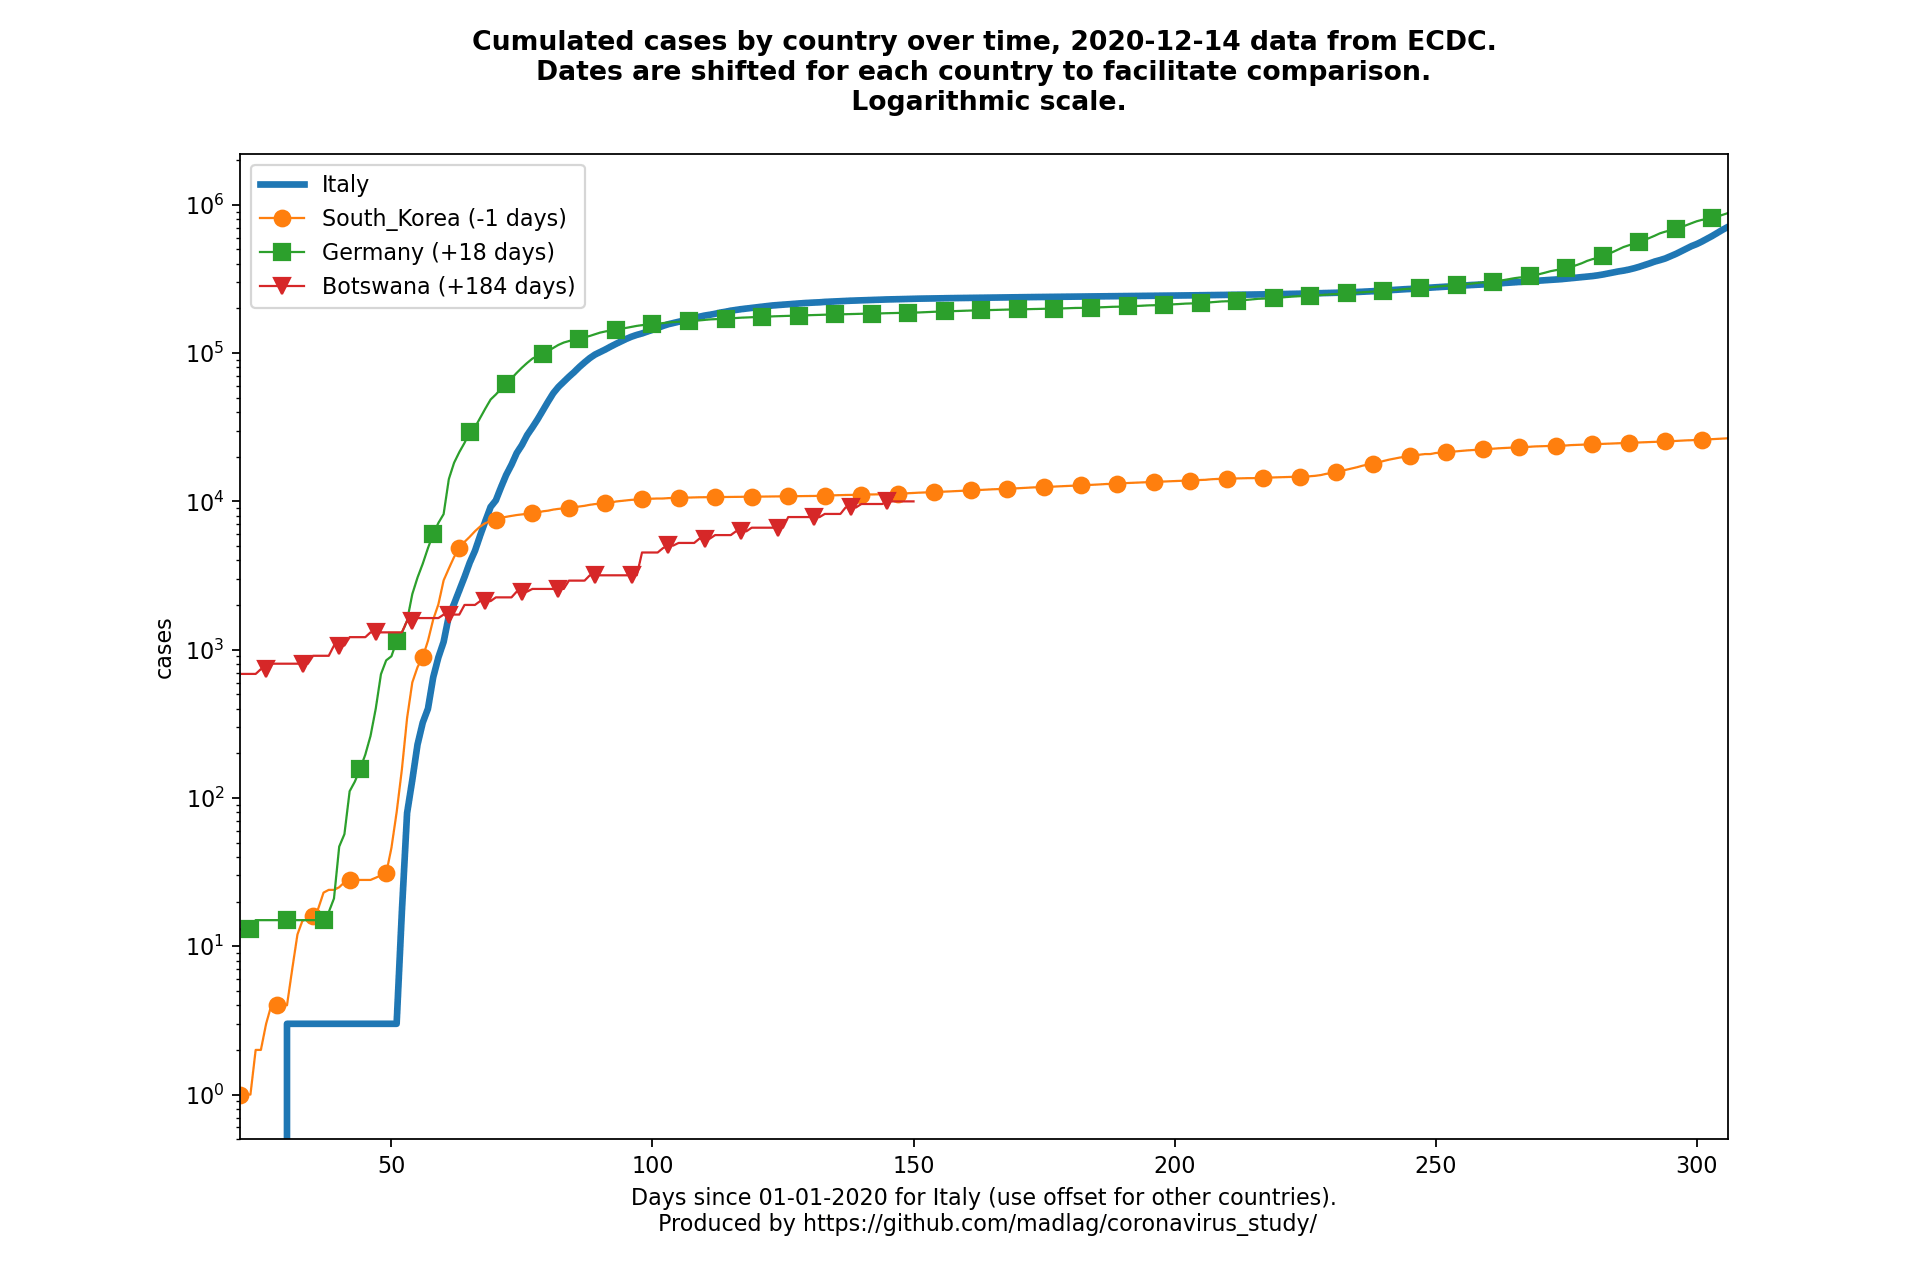 Cumulated cases by country over time, 2020-12-14 data from ECDC.
Dates are shifted for each country to facilitate comparison.
Logarithmic scale.
Italy
South_Korea (-1 days)
Germany (+18 days)
Botswana (+184 days)
10^6
10^5
10^4
10^3
10^2
10^1
10^0
cases
50 100 150 200 250 300
Days since 01-01-2020 for Italy (use offset for other countries).
Produced by https://github.com/madlag/coronavirus_study/